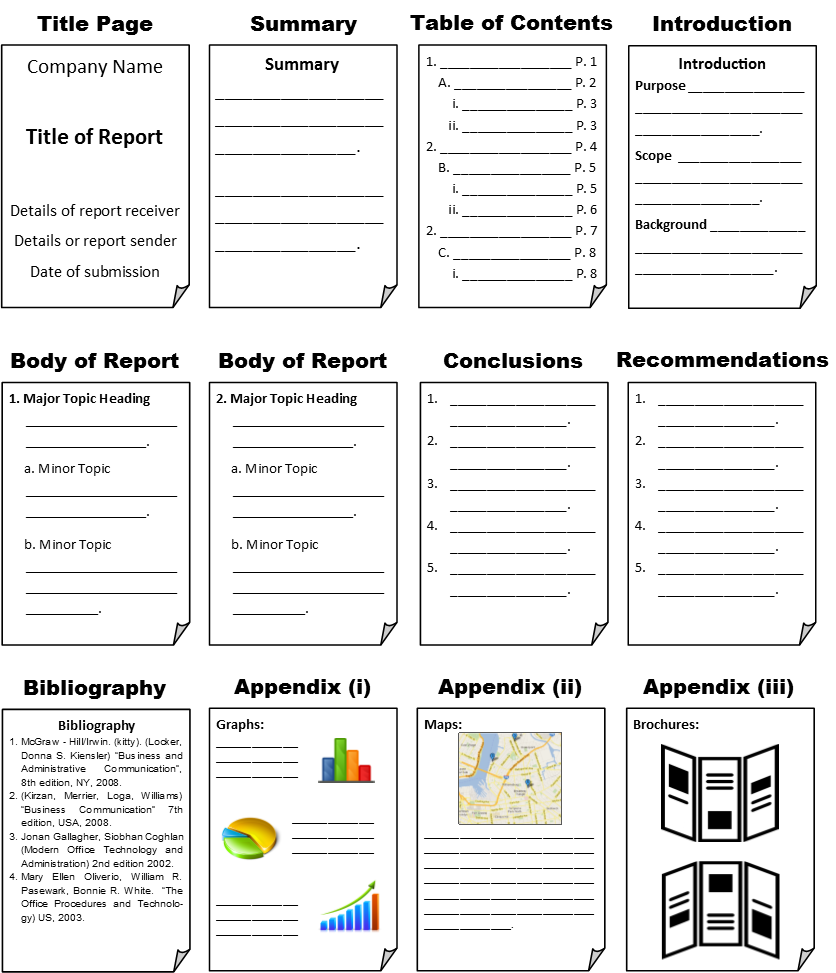 Title Page
Company Name
Title of Report
Details of report receiver
Details or report sender
Date of submission
Summary
Summary
Table of Contents
1. P. 1
A. P. 2
i. P. 3
ii. P. 3
2. P. 4
B. P. 5
i. P. 5
ii. P. 6
2. P. 7
C. P. 8
i. P. 8
Introduction
Introduction
Purpose
Scope
Background
Body of Report
1. Major Topic Heading
a. Minor Topic
b. Minor Topic
Body of Report
2. Major Topic Heading
a. Minor Topic
b. Minor Topic
Conclusions
1.
2.
3.
4.
5.
Recommendations
1.
2.
3.
4.
5.
Bibliography
Bibliography
1. McGraw - Hill/Irwin. (kitty). (Locker,
Donna S. Kiensler) "Business and
Administrative Communication",
8th edition, NY, 2008.
2. (Kirzan, Merrier, Loga, Williams)
"Business Communication" 7th
edition, USA, 2008.
3. Jonan Gallagher, Siobhan Coghlan
(Modern Office Technology and
Administration) 2nd edition 2002.
4. Mary Ellen Oliverio, William R.
Pasewark, Bonnie R. White. "The
Office Procedures and Technolo-
gy) US, 2003.
Appendix (i)
Graphs:
Appendix (ii)
Maps:
Appendix (iii)
Brochures: